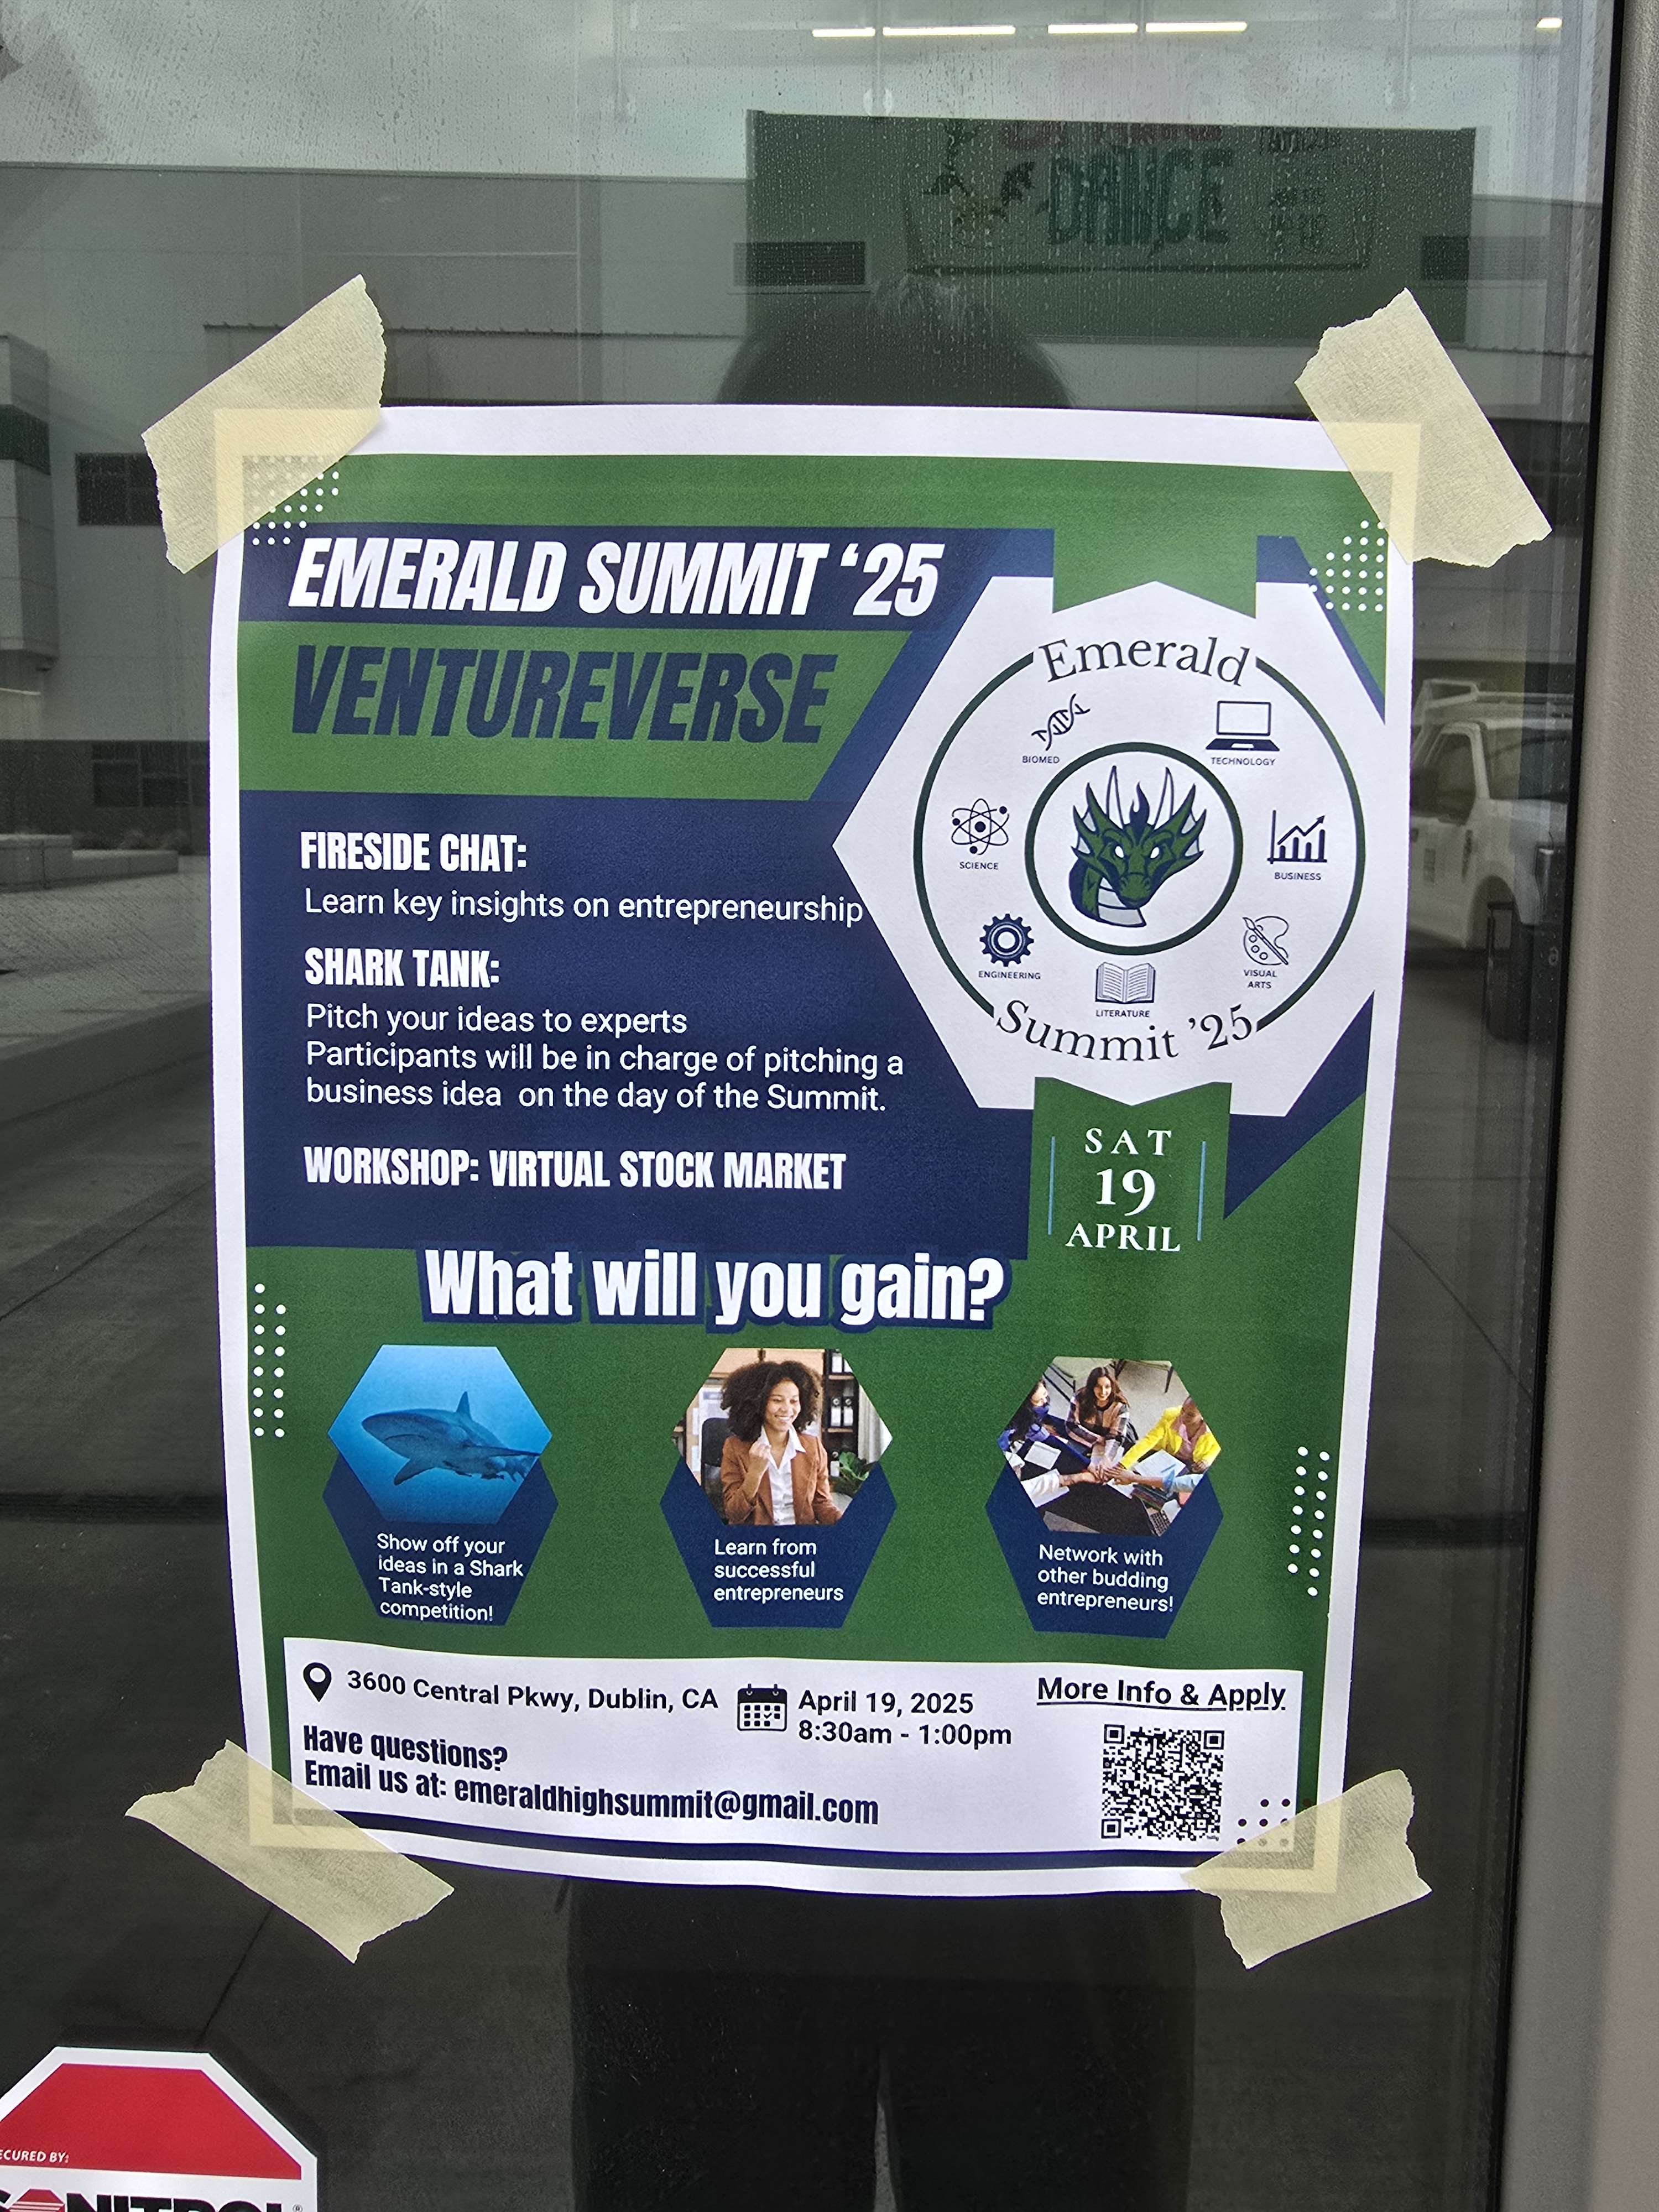 DANCE
EMERALD SUMMIT ‘25
VENTUREVERSE
Emerald
BIOMED
TECHNOLOGY
SCIENCE
BUSINESS
ENGINEERING
VISUAL
ARTS
LITERATURE
Summit ’25
FIRESIDE CHAT:
Learn key insights on entrepreneurship
SHARK TANK:
Pitch your ideas to experts
Participants will be in charge of pitching a
business idea on the day of the Summit.
WORKSHOP: VIRTUAL STOCK MARKET
SAT
19
APRIL
What will you gain?
Show off your
ideas in a Shark
Tank-style
competition!
Learn from
successful
entrepreneurs
Network with
other budding
entrepreneurs!
3600 Central Pkwy, Dublin, CA
April 19, 2025
8:30am - 1:00pm
More Info & Apply
Have questions?
Email us at: emeraldhighsummit@gmail.com
ECURED BY:
SONITROL®